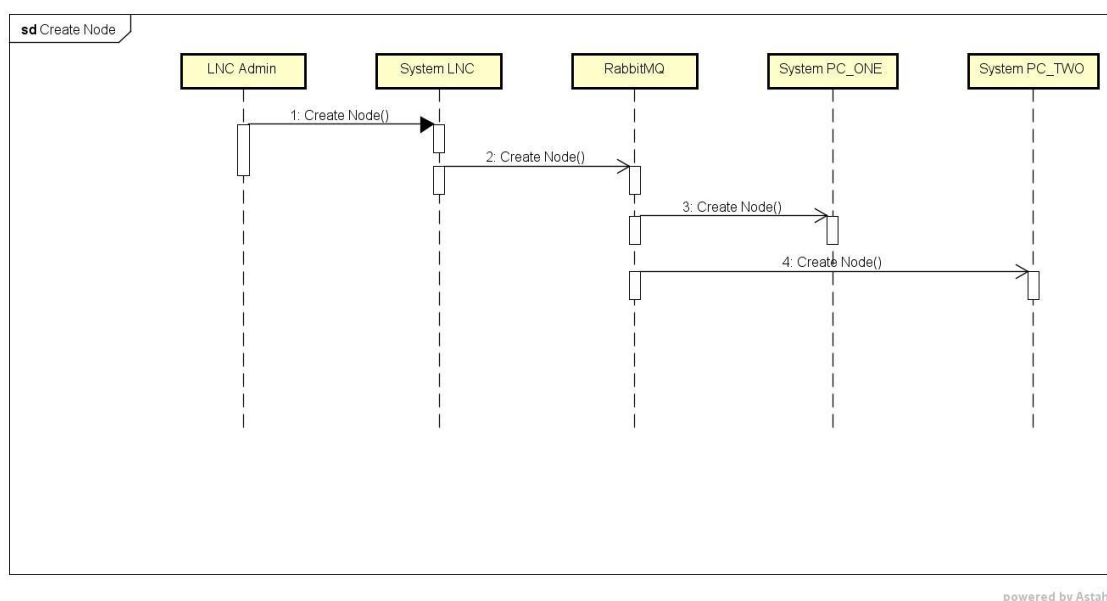 sd Create Node
LNC Admin
System LNC
RabbitMQ
System PC_ONE
System PC_TWO
1: Create Node()
2: Create Node()
3: Create Node()
4: Create Node()
powered by Astah